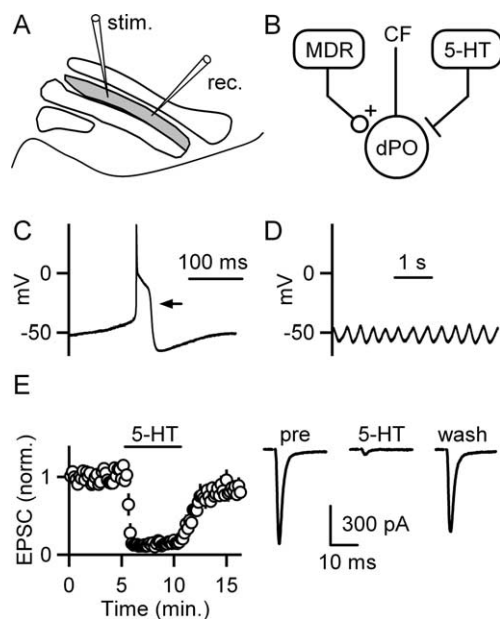 A
stim.
rec.
B
MDR
CF
5-HT
+
dPO
C
0
mV
-50
100 ms
D
0
mV
-50
1 s
E
5-HT
EPSC (norm.)
1
0
0
5
10
15
Time (min.)
pre
5-HT
wash
300 pA
10 ms